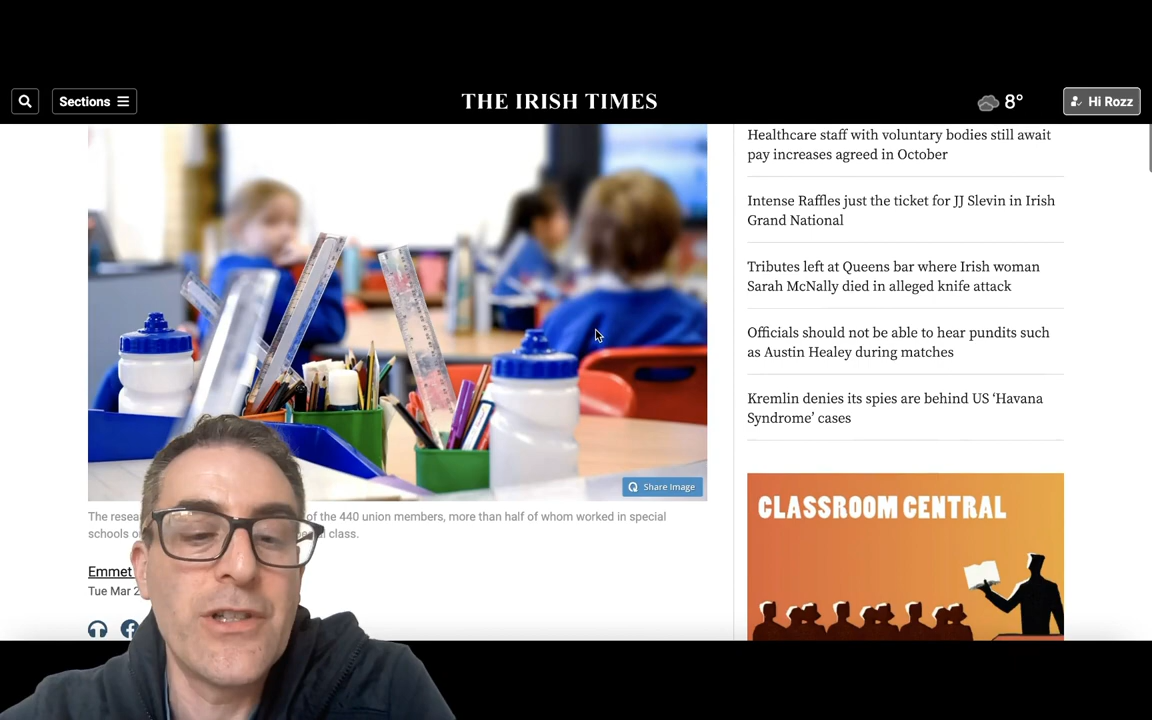 Sections
THE IRISH TIMES
8°
Hi Rozz
Share Image
The
of the 440 union members, more than half of whom worked in special
schools
class.
Emmet
Tue Mar
Healthcare staff with voluntary bodies still await
pay increases agreed in October
Intense Raffles just the ticket for JJ Slevin in Irish
Grand National
Tributes left at Queens bar where Irish woman
Sarah McNally died in alleged knife attack
Officials should not be able to hear pundits such
as Austin Healey during matches
Kremlin denies its spies are behind US ‘Havana
Syndrome’ cases
CLASSROOM CENTRAL